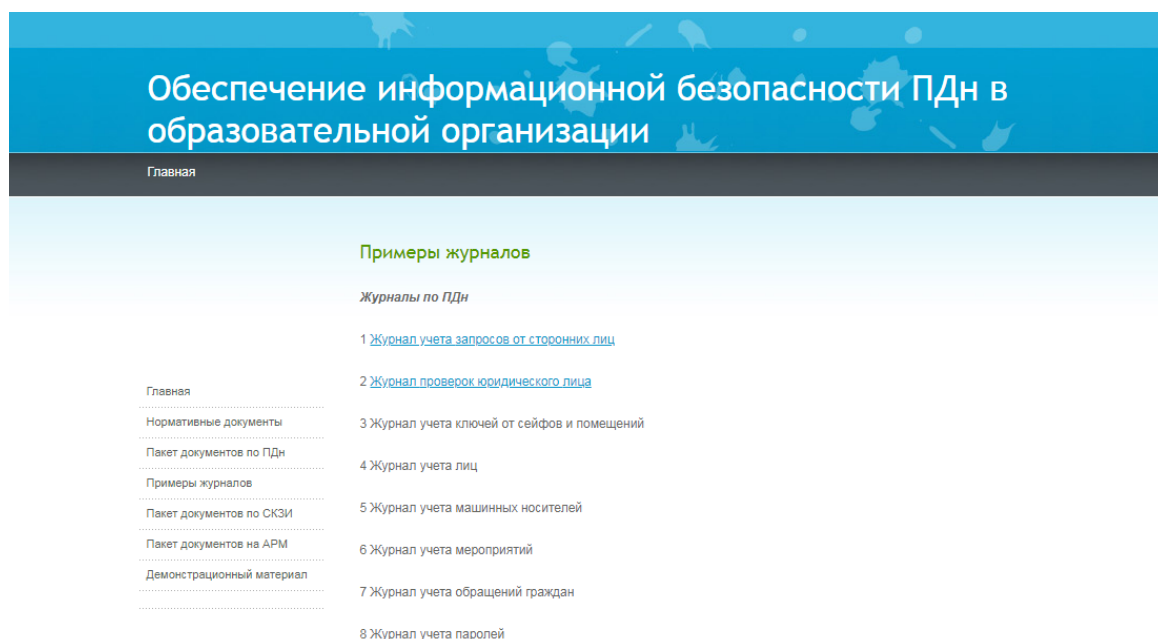 Обеспечение информационной безопасности ПДн в
образовательной организации
Главная
Примеры журналов
Журналы по ПДн
1 Журнал учета запросов от сторонних лиц
2 Журнал проверок юридического лица
3 Журнал учета ключей от сейфов и помещений
4 Журнал учета лиц
5 Журнал учета машинных носителей
6 Журнал учета мероприятий
7 Журнал учета обращений граждан
8 Журнал учета паролей
Главная
Нормативные документы
Пакет документов по ПДн
Примеры журналов
Пакет документов по СКЗИ
Пакет документов на АРМ
Демонстрационный материал